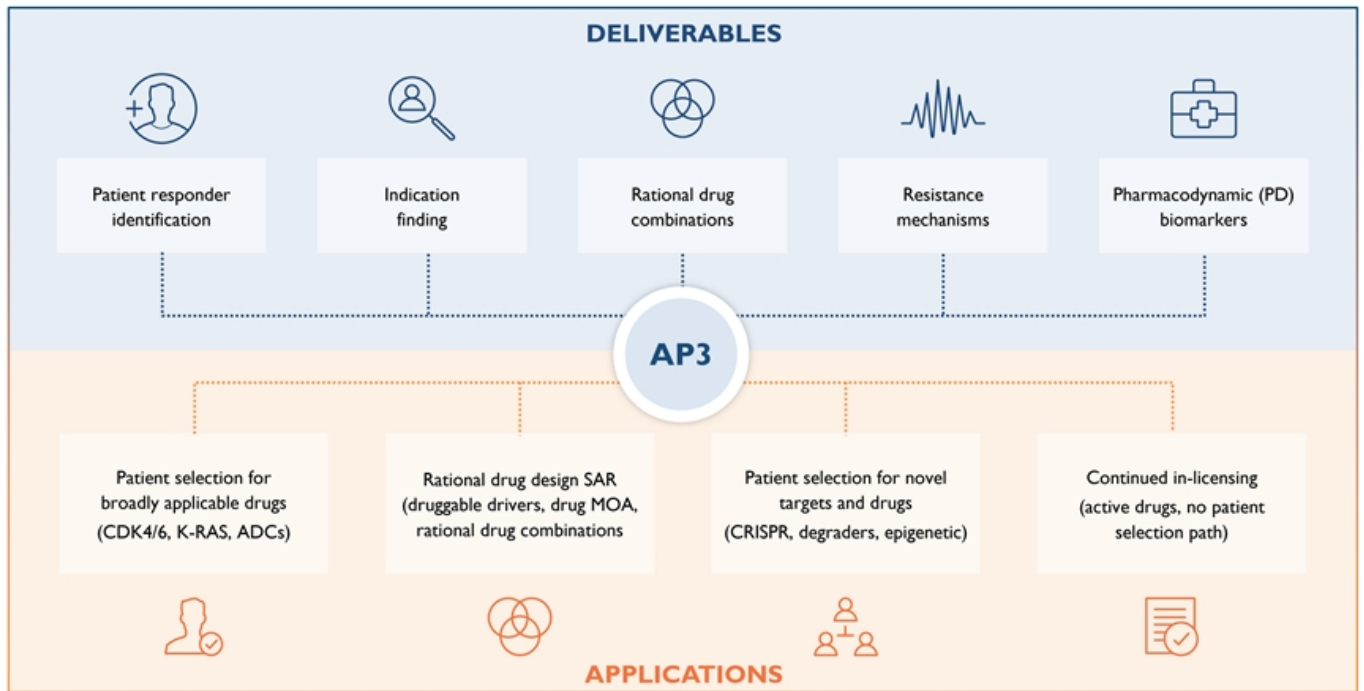 DELIVERABLES
Patient responder
identification
Indication
finding
Rational drug
combinations
Resistance
mechanisms
Pharmacodynamic (PD)
biomarkers
AP3
Patient selection for
broadly applicable drugs
(CDK4/6, K-RAS, ADCs)
Rational drug design SAR
(druggable drivers, drug MOA,
rational drug combinations
Patient selection for novel
targets and drugs
(CRISPR, degraders, epigenetic)
Continued in-licensing
(active drugs, no patient
selection path)
APPLICATIONS